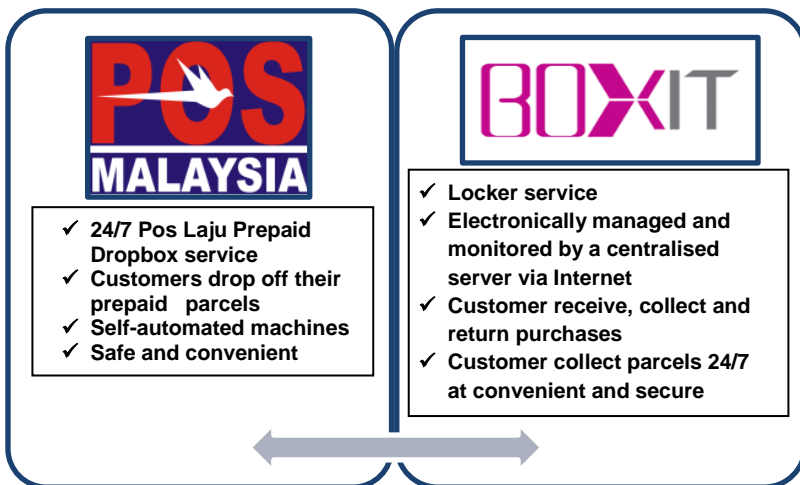 POS
MALAYSIA
✓ 24/7 Pos Laju Prepaid
Dropbox service
✓ Customers drop off their
prepaid parcels
✓ Self-automated machines
✓ Safe and convenient
BOXIT
✓ Locker service
✓ Electronically managed and
monitored by a centralised
server via Internet
✓ Customer receive, collect and
return purchases
✓ Customer collect parcels 24/7
at convenient and secure